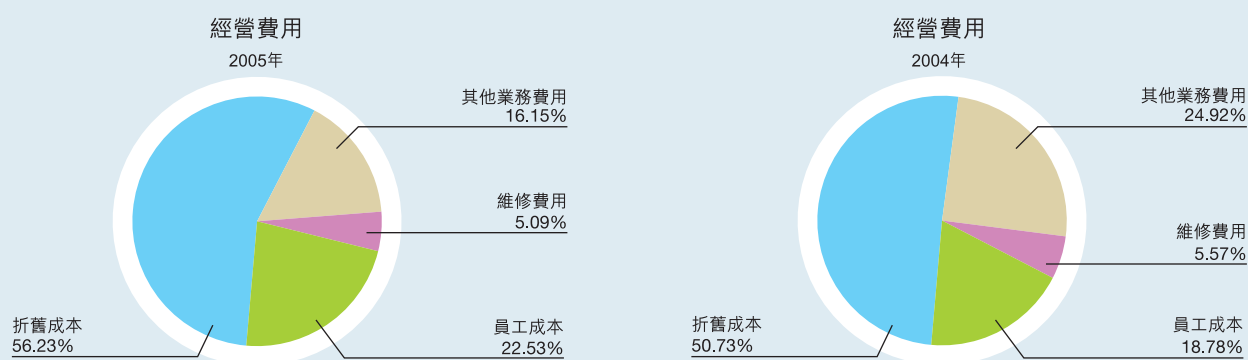 經營費用
2005年
其他業務費用
16.15%
維修費用
5.09%
折舊成本
56.23%
員工成本
22.53%
經營費用
2004年
其他業務費用
24.92%
維修費用
5.57%
折舊成本
50.73%
員工成本
18.78%